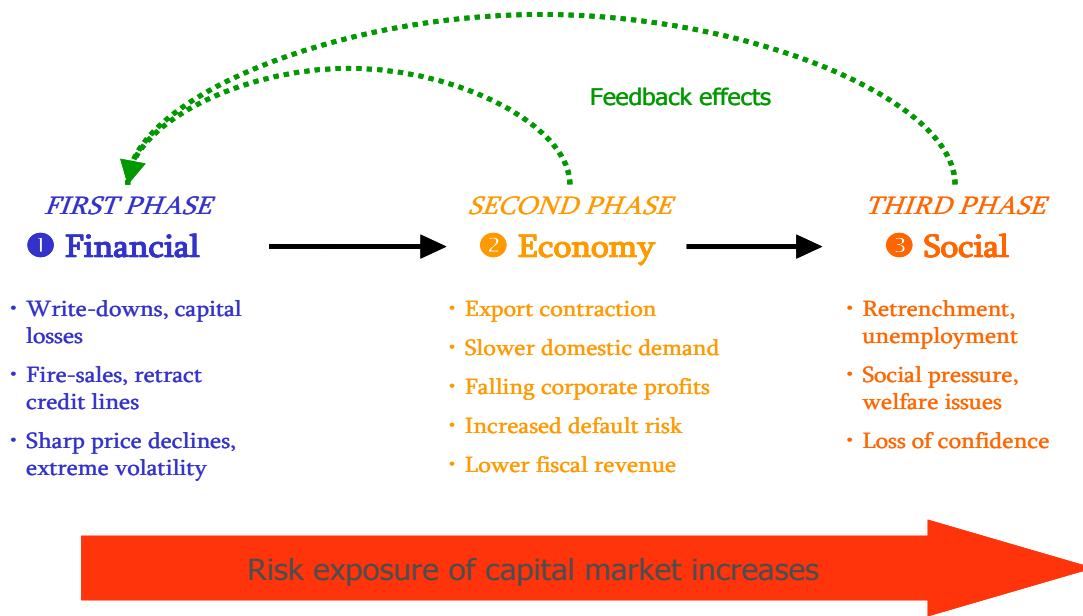 Feedback effects
FIRST PHASE
❶ Financial
• Write-downs, capital
losses
• Fire-sales, retract
credit lines
• Sharp price declines,
extreme volatility
SECOND PHASE
❷ Economy
• Export contraction
• Slower domestic demand
• Falling corporate profits
• Increased default risk
• Lower fiscal revenue
THIRD PHASE
❸ Social
• Retrenchment,
unemployment
• Social pressure,
welfare issues
• Loss of confidence
Risk exposure of capital market increases